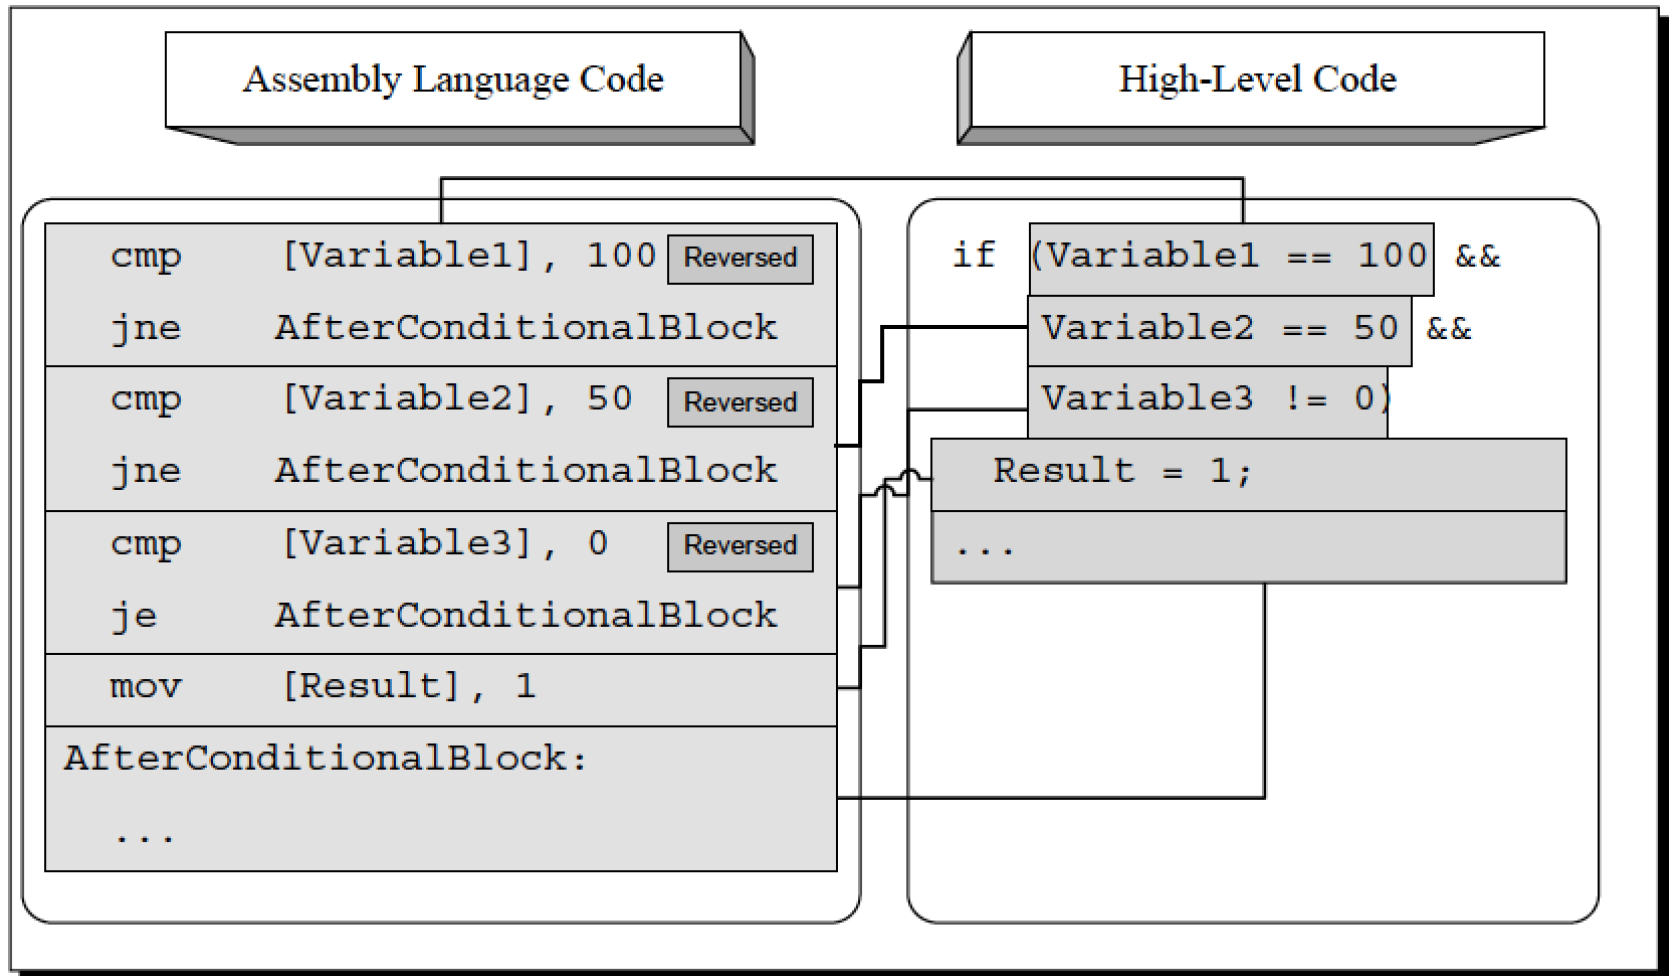 Assembly Language Code
High-Level Code
cmp [Variable1], 100 Reversed
jne AfterConditionalBlock
cmp [Variable2], 50 Reversed
jne AfterConditionalBlock
cmp [Variable3], 0 Reversed
je AfterConditionalBlock
mov [Result], 1
AfterConditionalBlock:
...
if (Variable1 == 100 &&
Variable2 == 50 &&
Variable3 != 0)
Result = 1;
...